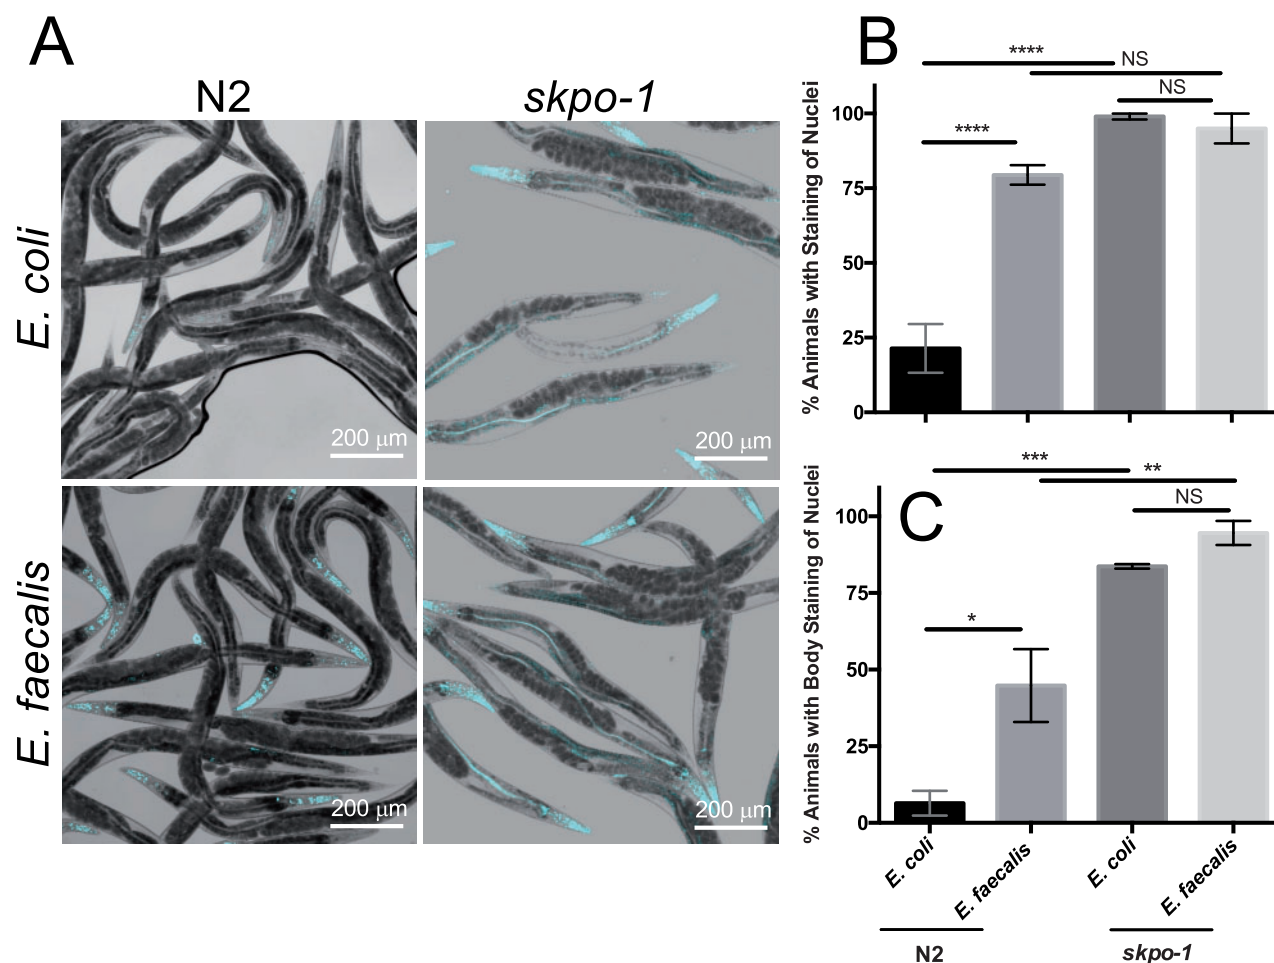 A
N2
skpo-1
E. coli
200 μm
200 μm
E. faecalis
200 μm
200 μm
B
****
NS
NS
****
% Animals with Staining of Nuclei
100
75
50
25
0
C
***
**
NS
*
% Animals with Body Staining of Nuclei
100
75
50
25
0
E. coli
E. faecalis
E. coli
E. faecalis
N2
skpo-1